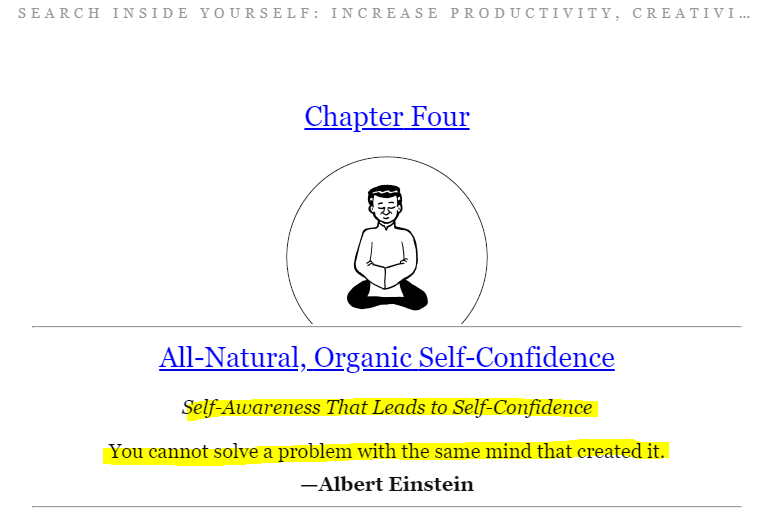 SEARCH INSIDE YOURSELF: INCREASE PRODUCTIVITY, CREATIVI…
Chapter Four
All-Natural, Organic Self-Confidence
Self-Awareness That Leads to Self-Confidence
You cannot solve a problem with the same mind that created it.
—Albert Einstein